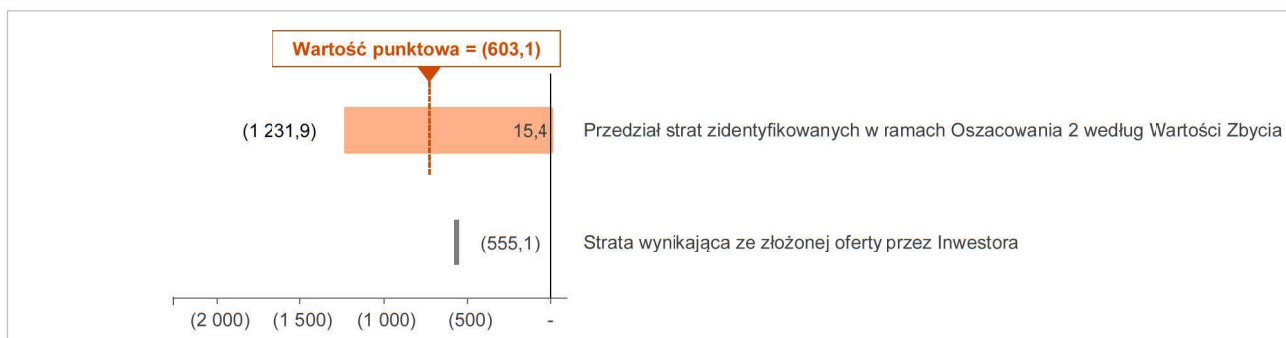 Wartość punktowa = (603,1)
(1 231,9) 15,4 Przedział strat zidentyfikowanych w ramach Oszacowania 2 według Wartości Zbycia
(555,1) Strata wynikająca ze złożonej oferty przez Inwestora
(2 000) (1 500) (1 000) (500) -